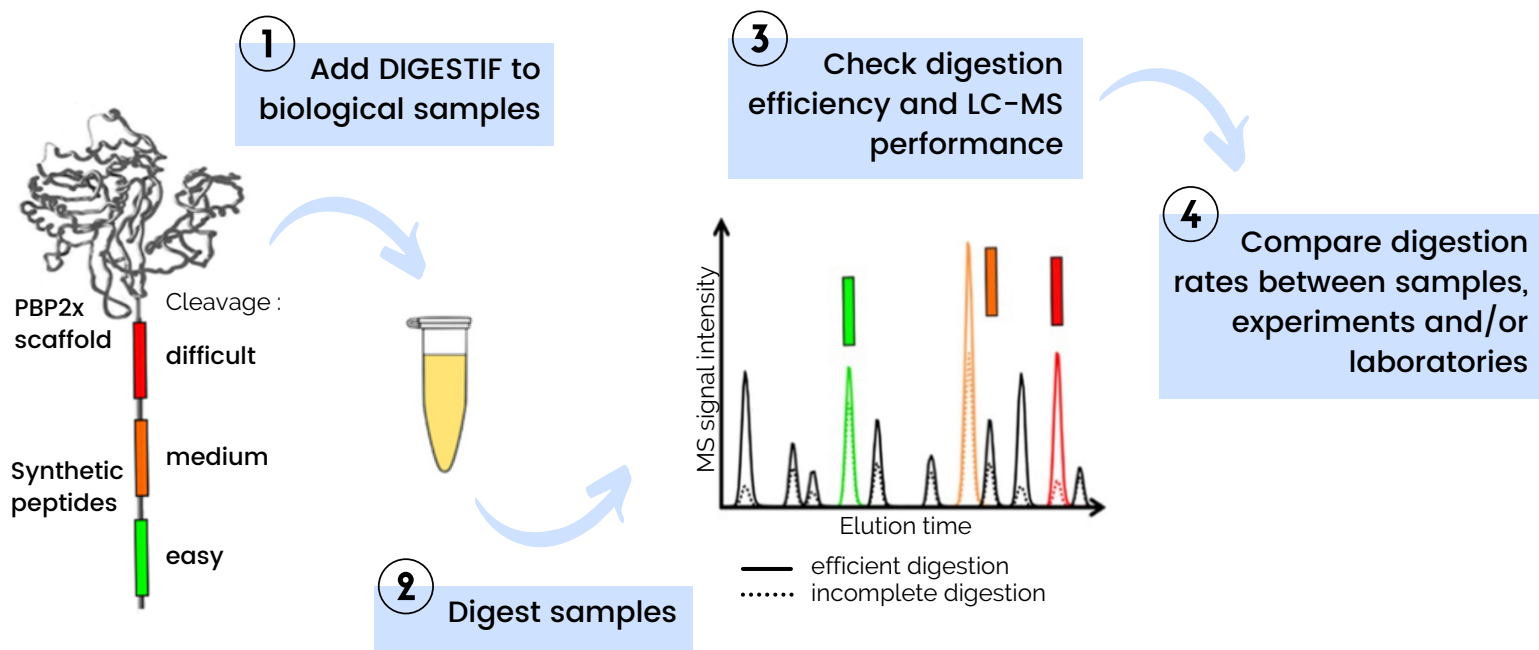 1
Add DIGESTIF to
biological samples
PBP2x
scaffold
Cleavage :
difficult
medium
Synthetic
peptides
easy
2
Digest samples
3
Check digestion
efficiency and LC-MS
performance
MS signal intensity
Elution time
efficient digestion
incomplete digestion
4
Compare digestion
rates between samples,
experiments and/or
laboratories